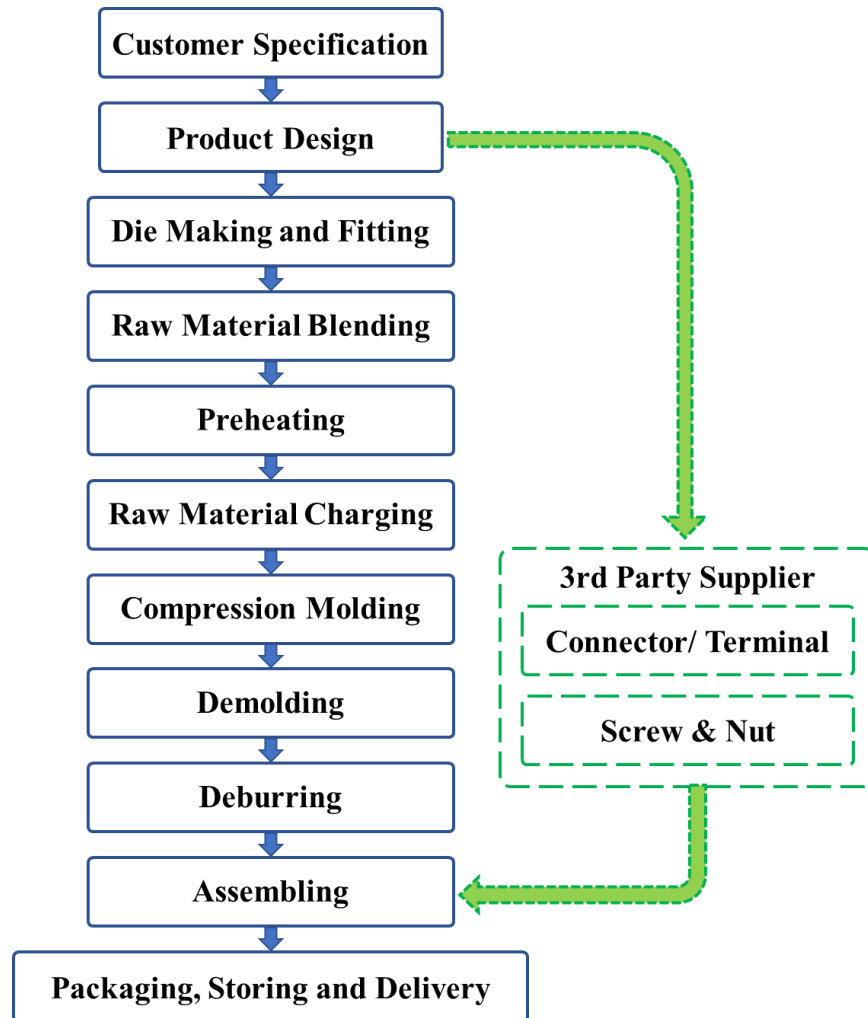 Customer Specification
Product Design
Die Making and Fitting
Raw Material Blending
Preheating
Raw Material Charging
Compression Molding
Demolding
Deburring
Assembling
Packaging, Storing and Delivery
3rd Party Supplier
Connector/ Terminal
Screw & Nut